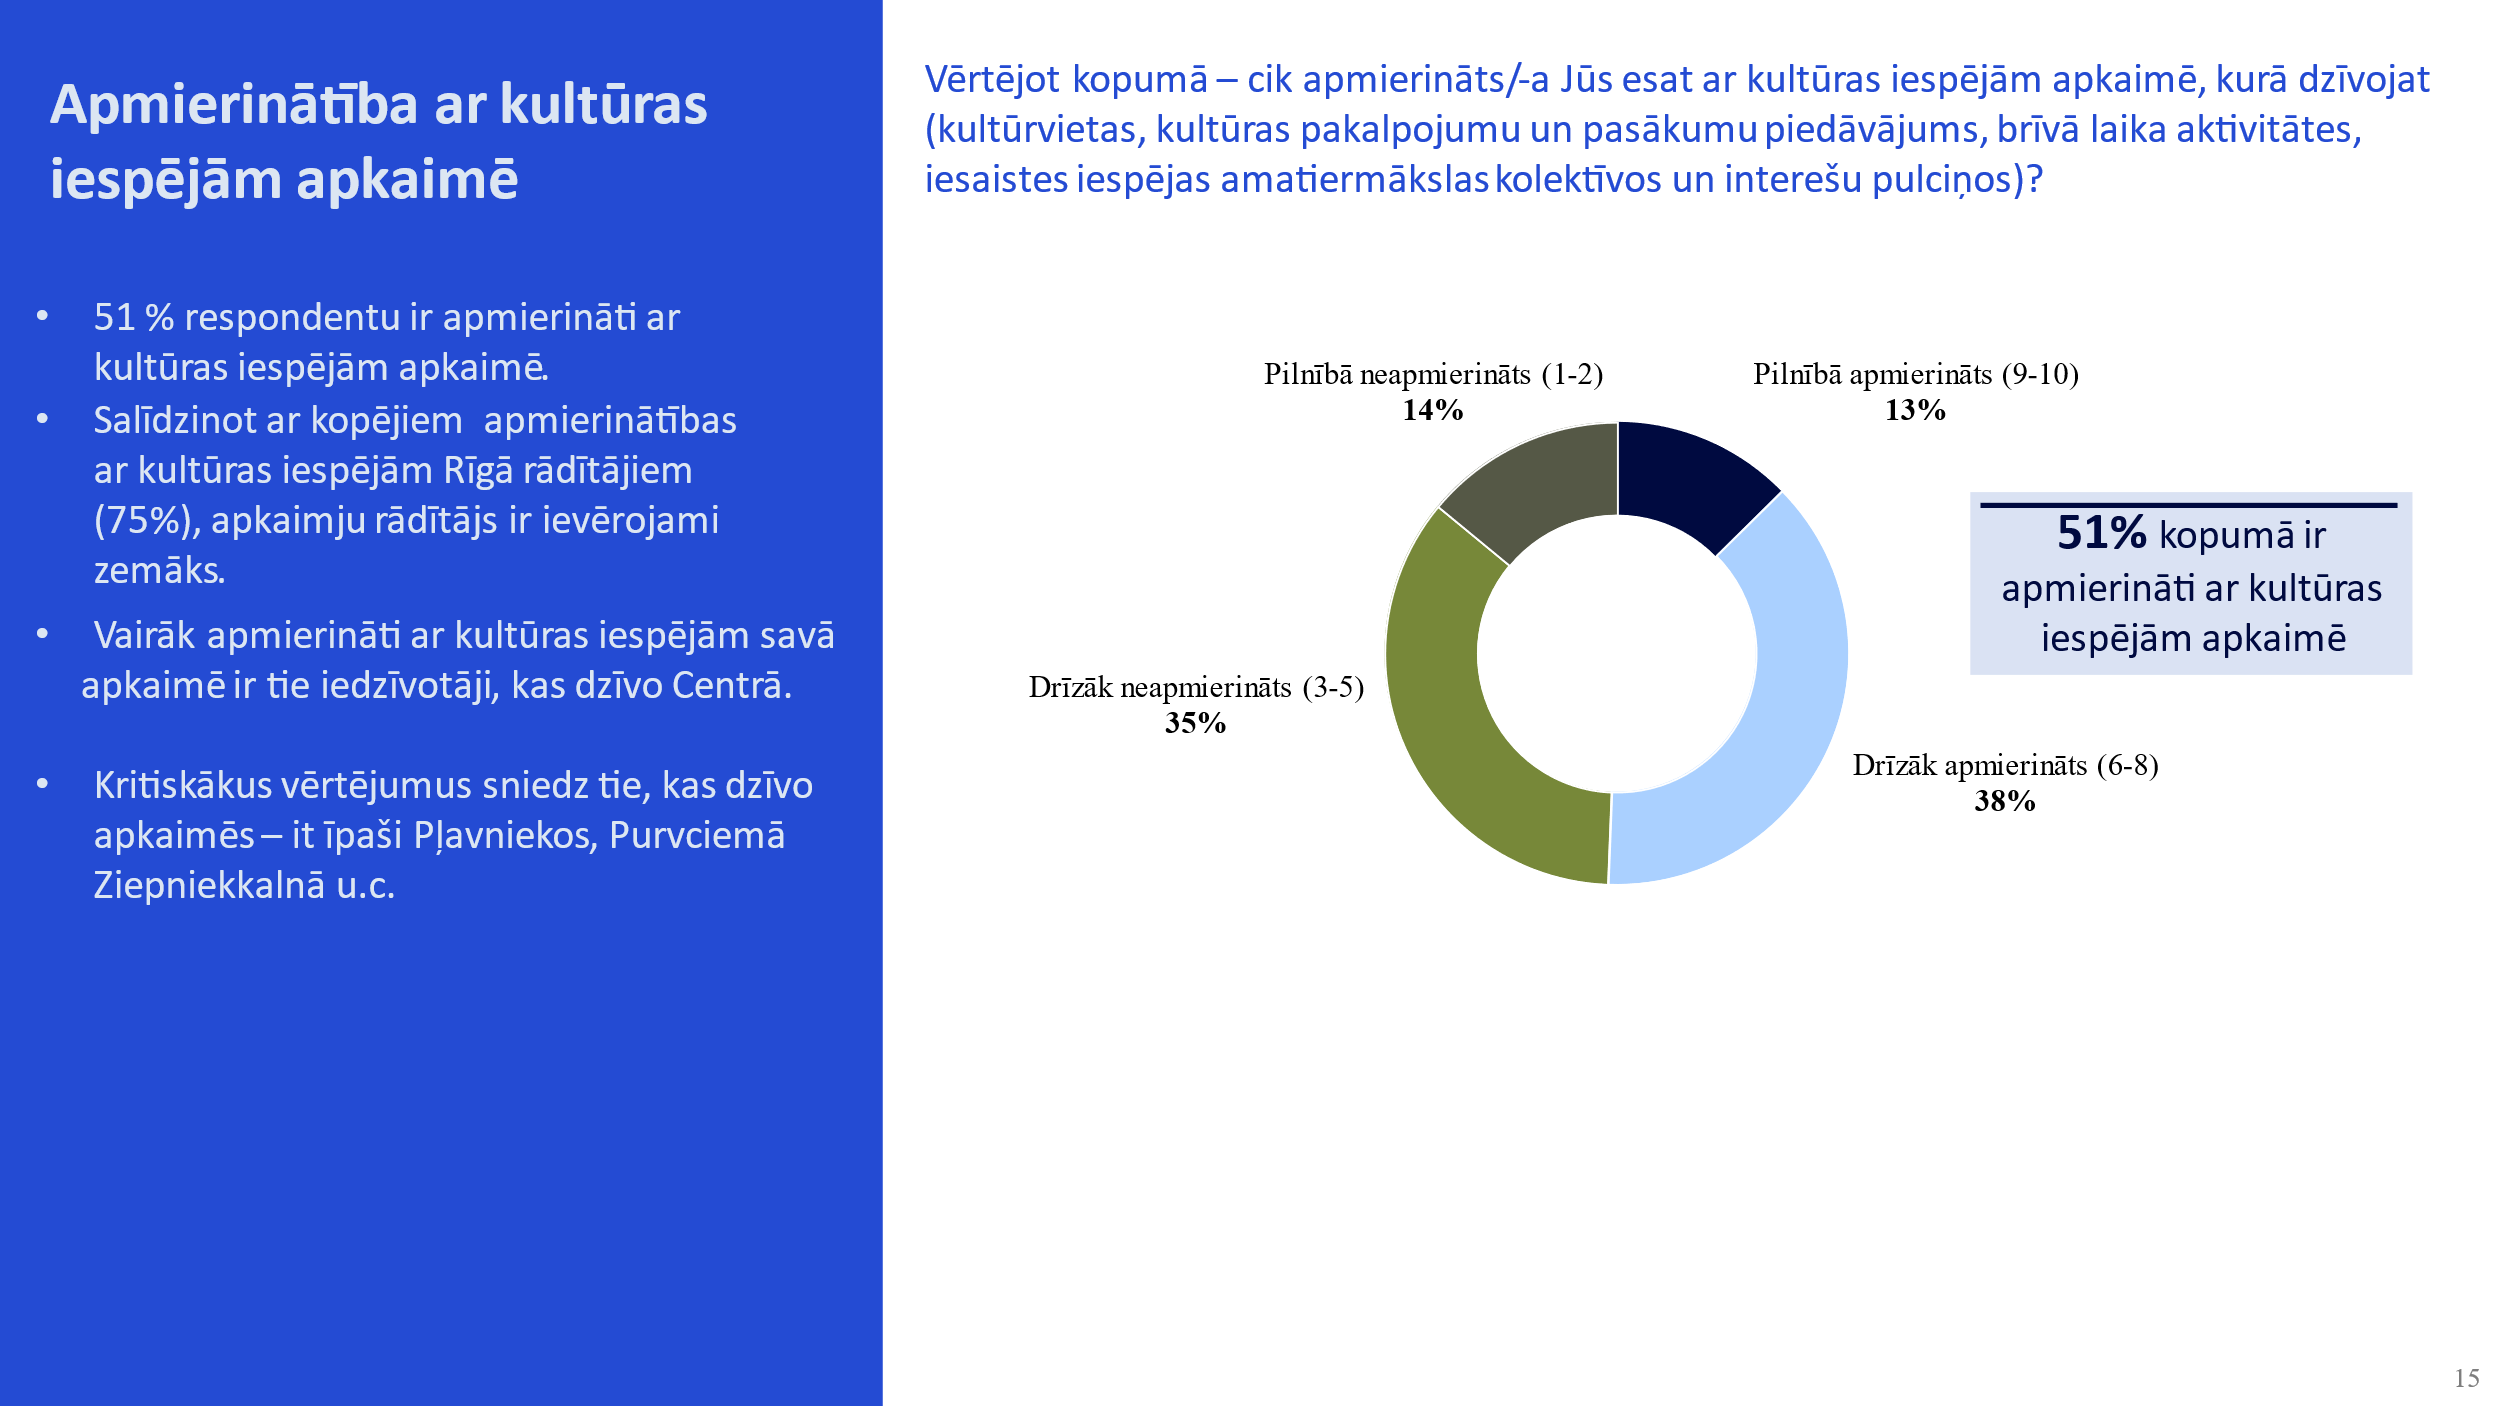 Apmierinātība ar kultūras
iespējām apkaimē
• 51 % respondentu ir apmierināti ar
kultūras iespējām apkaimē.
• Salīdzinot ar kopējiem apmierinātības
ar kultūras iespējām Rīgā rādītājiem
(75%), apkaimju rādītājs ir ievērojami
zemāks.
• Vairāk apmierināti ar kultūras iespējām savā
apkaimē ir tie iedzīvotāji, kas dzīvo Centrā.
• Kritiskākus vērtējumus sniedz tie, kas dzīvo
apkaimēs – it īpaši Pļavniekos, Purvciemā
Ziepniekkalnā u.c.
Vērtējot kopumā – cik apmierināts/-a Jūs esat ar kultūras iespējām apkaimē, kurā dzīvojat
(kultūrvietas, kultūras pakalpojumu un pasākumu piedāvājums, brīvā laika aktivitātes,
iesaistes iespējas amatiermākslas kolektīvos un interešu pulciņos)?
Pilnībā neapmierināts (1-2)
14%
Pilnībā apmierināts (9-10)
13%
51% kopumā ir
apmierināti ar kultūras
iespējām apkaimē
Drīzāk neapmierināts (3-5)
35%
Drīzāk apmierināts (6-8)
38%
15